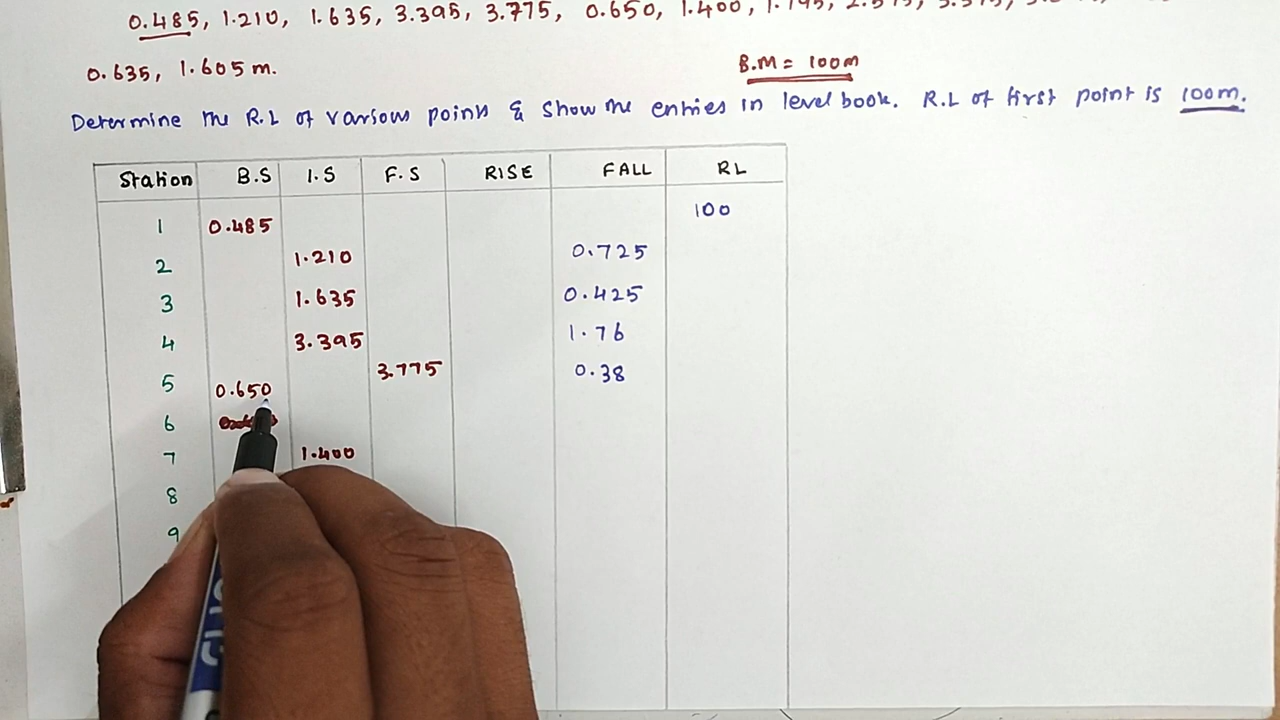 0.485, 1.210, 1.635, 3.395, 3.775, 0.650, 1.400,
0.635, 1.605 m.
B.M = 100m
Determine the R.L of various points & show the entries in level book. R.L of first point is 100m.
Station B.S I.S F.S RISE FALL RL
1 0.485 100
2 1.210 0.725
3 1.635 0.425
4 3.395 1.76
5 0.650 3.775 0.38
6
7 1.400
8
9